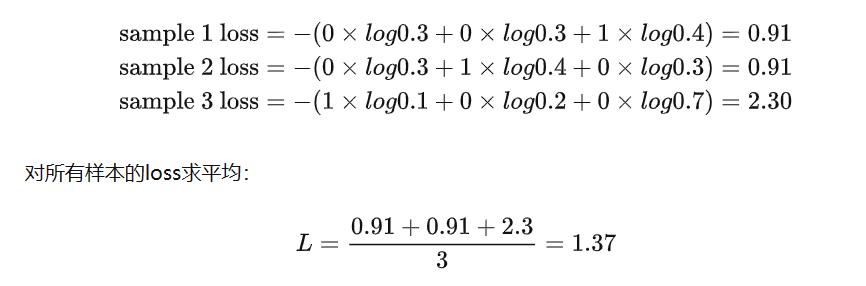 sample 1 loss = −(0 × log0.3 + 0 × log0.3 + 1 × log0.4) = 0.91
sample 2 loss = −(0 × log0.3 + 1 × log0.4 + 0 × log0.3) = 0.91
sample 3 loss = −(1 × log0.1 + 0 × log0.2 + 0 × log0.7) = 2.30
对所有样本的loss求平均：
L = \frac{0.91 + 0.91 + 2.3}{3} = 1.37